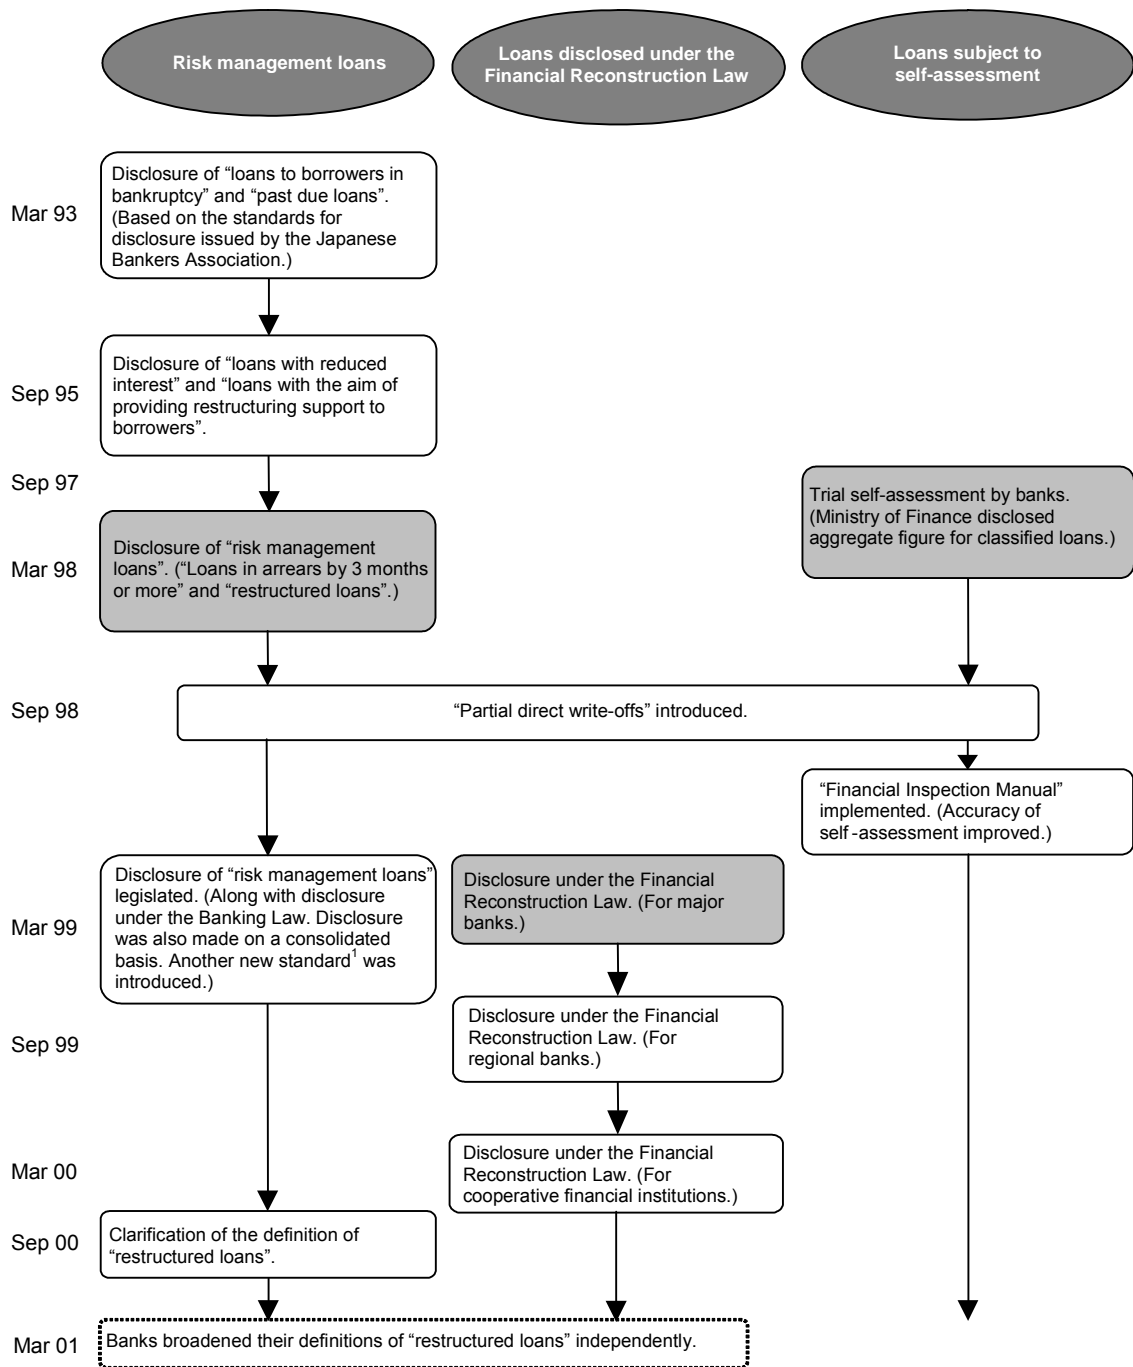 Risk management loans
Loans disclosed under the
Financial Reconstruction Law
Loans subject to
self-assessment
Mar 93
Disclosure of “loans to borrowers in
bankruptcy” and “past due loans”.
(Based on the standards for
disclosure issued by the Japanese
Bankers Association.)
Sep 95
Disclosure of “loans with reduced
interest” and “loans with the aim of
providing restructuring support to
borrowers”.
Sep 97
Trial self-assessment by banks.
(Ministry of Finance disclosed
aggregate figure for classified loans.)
Mar 98
Disclosure of “risk management
loans”. (“Loans in arrears by 3 months
or more” and “restructured loans”.)
Sep 98
“Partial direct write-offs” introduced.
“Financial Inspection Manual”
implemented. (Accuracy of
self-assessment improved.)
Mar 99
Disclosure of “risk management loans”
legislated. (Along with disclosure
under the Banking Law. Disclosure
was also made on a consolidated
basis. Another new standard¹ was
introduced.)
Disclosure under the Financial
Reconstruction Law. (For major
banks.)
Sep 99
Disclosure under the Financial
Reconstruction Law. (For
regional banks.)
Mar 00
Disclosure under the Financial
Reconstruction Law. (For
cooperative financial institutions.)
Sep 00
Clarification of the definition of
“restructured loans”.
Mar 01
Banks broadened their definitions of “restructured loans” independently.